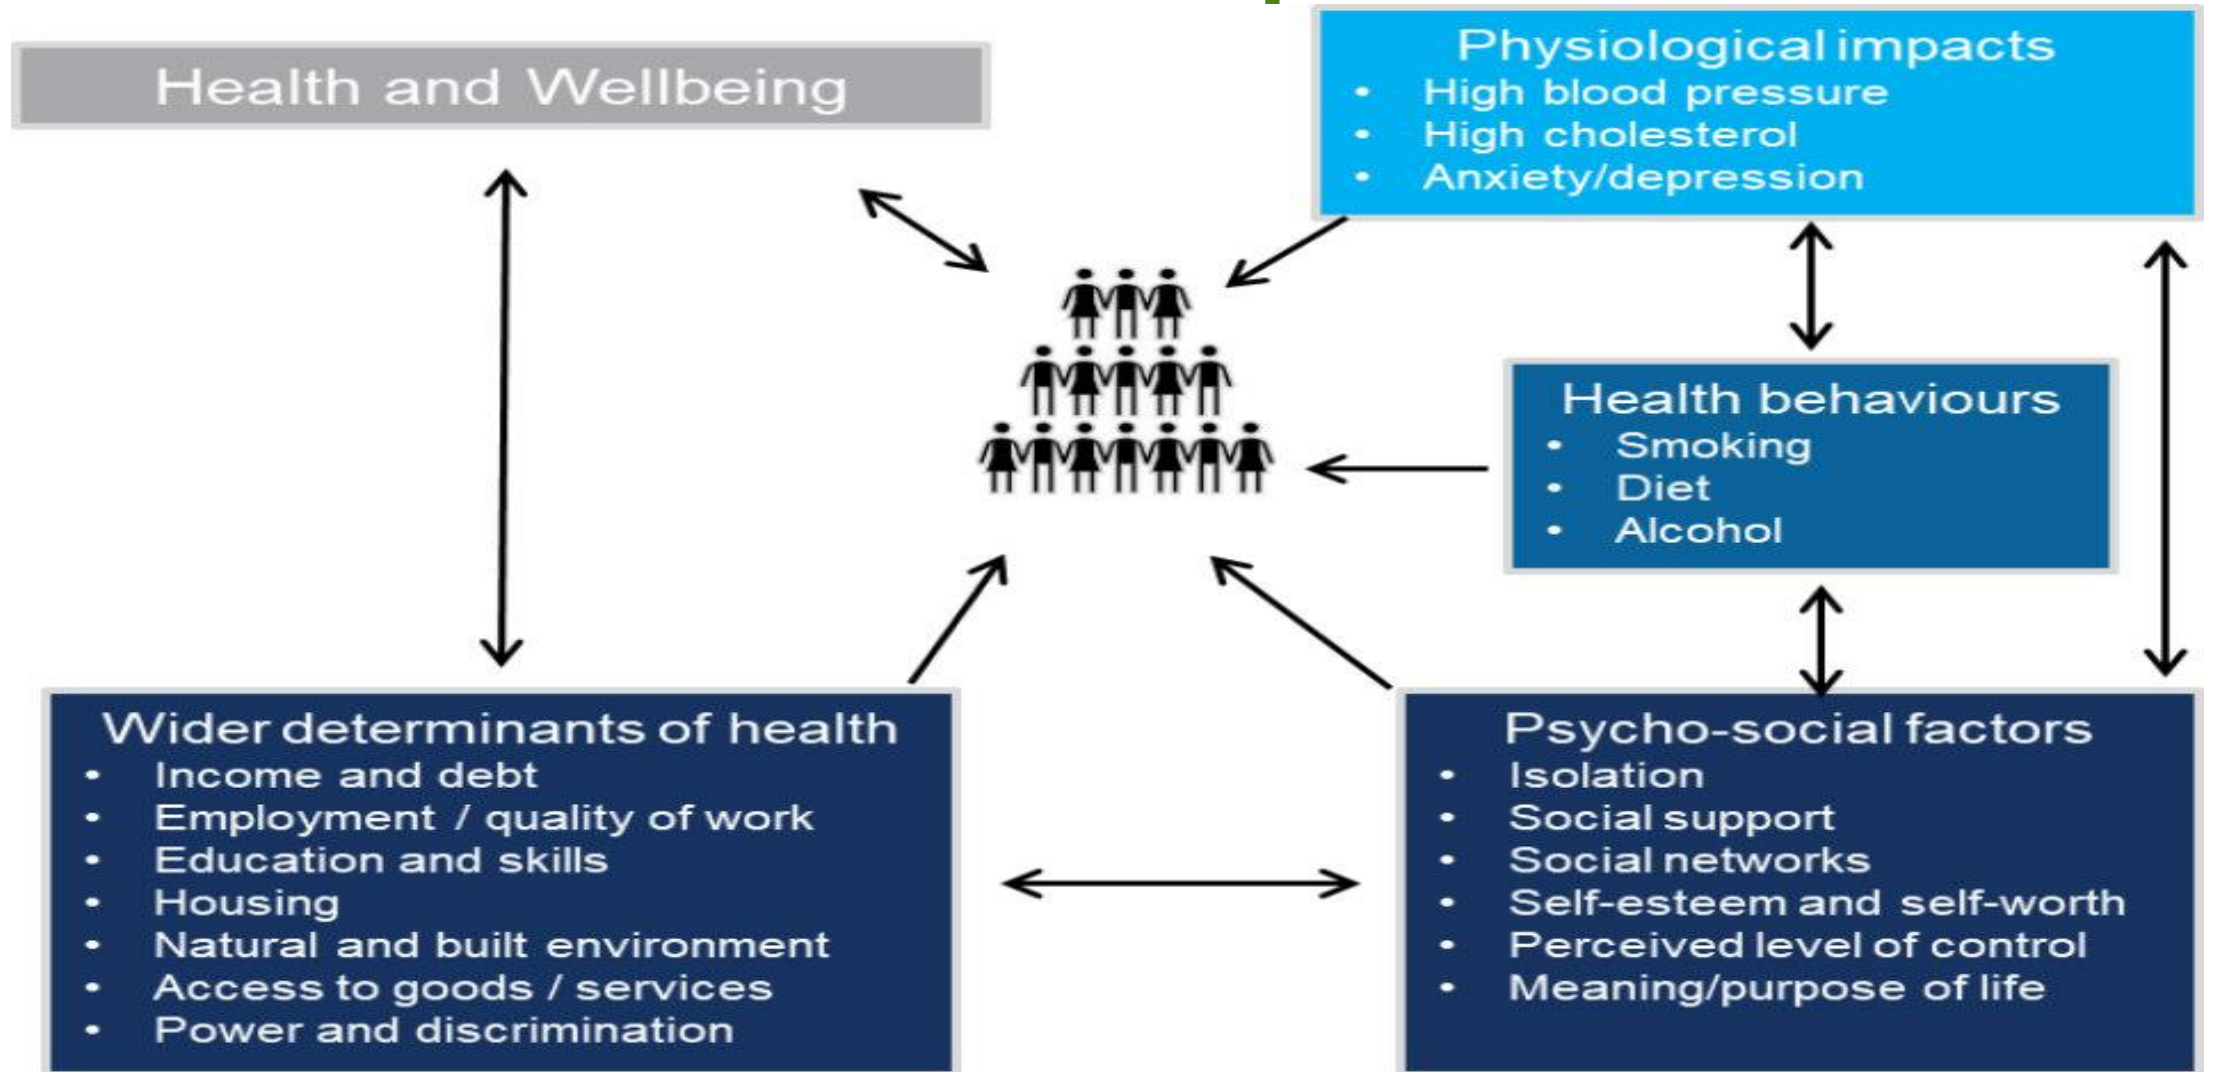 Health and Wellbeing
Physiological impacts
• High blood pressure
• High cholesterol
• Anxiety/depression
Health behaviours
• Smoking
• Diet
• Alcohol
Wider determinants of health
• Income and debt
• Employment / quality of work
• Education and skills
• Housing
• Natural and built environment
• Access to goods / services
• Power and discrimination
Psycho-social factors
• Isolation
• Social support
• Social networks
• Self-esteem and self-worth
• Perceived level of control
• Meaning/purpose of life